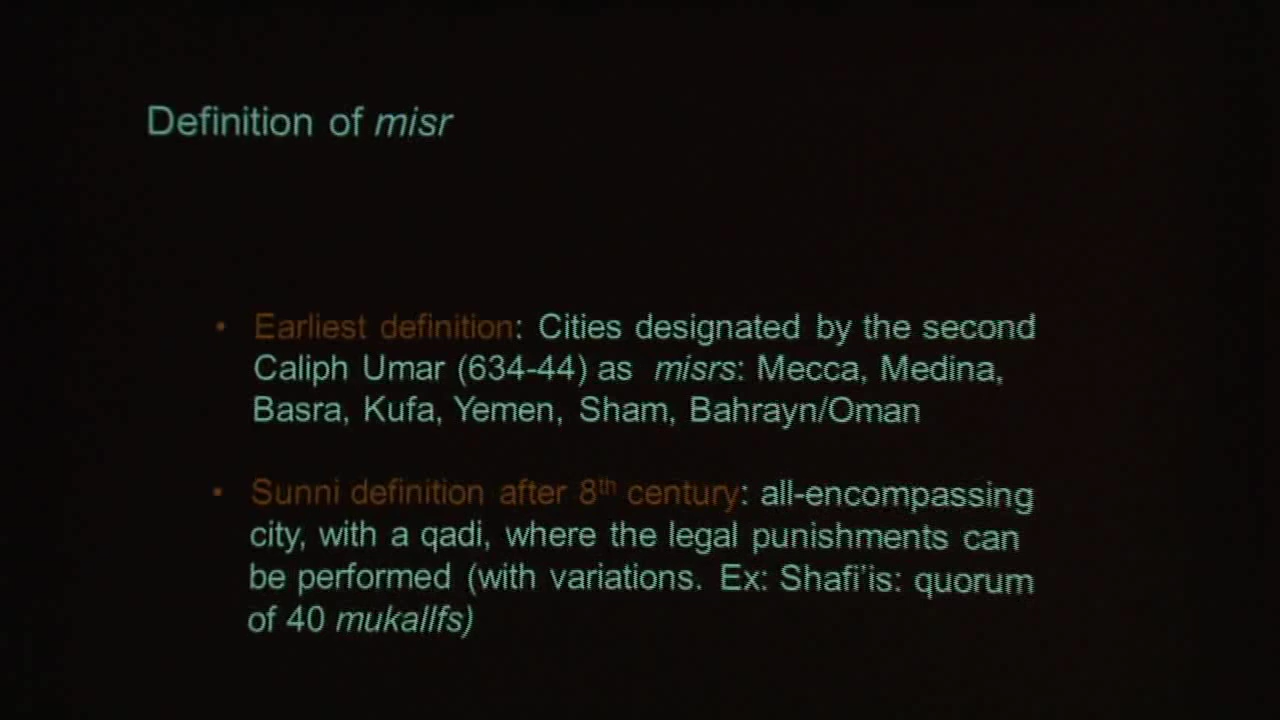 Definition of misr
• Earliest definition: Cities designated by the second
Caliph Umar (634-44) as misrs: Mecca, Medina,
Basra, Kufa, Yemen, Sham, Bahrayn/Oman
• Sunni definition after 8th century: all-encompassing
city, with a qadi, where the legal punishments can
be performed (with variations. Ex: Shafi'is: quorum
of 40 mukallfs)